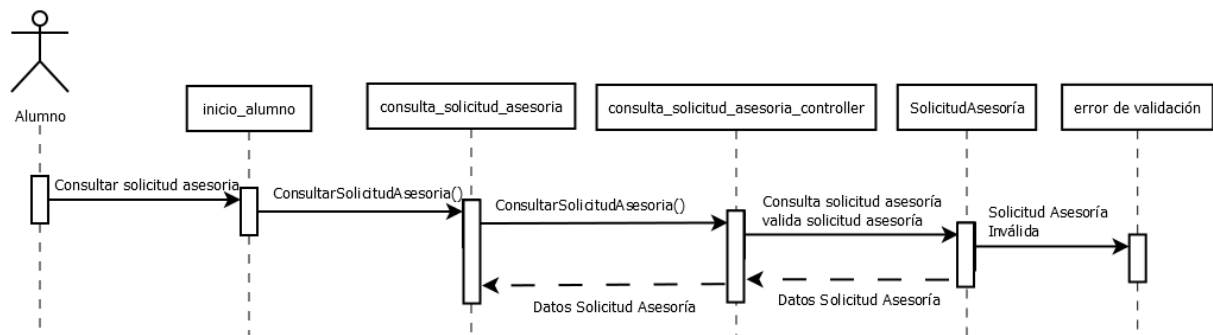 Alumno
inicio_alumno
consulta_solicitud_asesoria
consulta_solicitud_asesoria_controller
SolicitudAsesoría
error de validación
Consultar solicitud asesoria
ConsultarSolicitudAsesoria()
ConsultarSolicitudAsesoria()
Consulta solicitud asesoría
valida solicitud asesoría
Solicitud Asesoría
Inválida
Datos Solicitud Asesoría
Datos Solicitud Asesoría